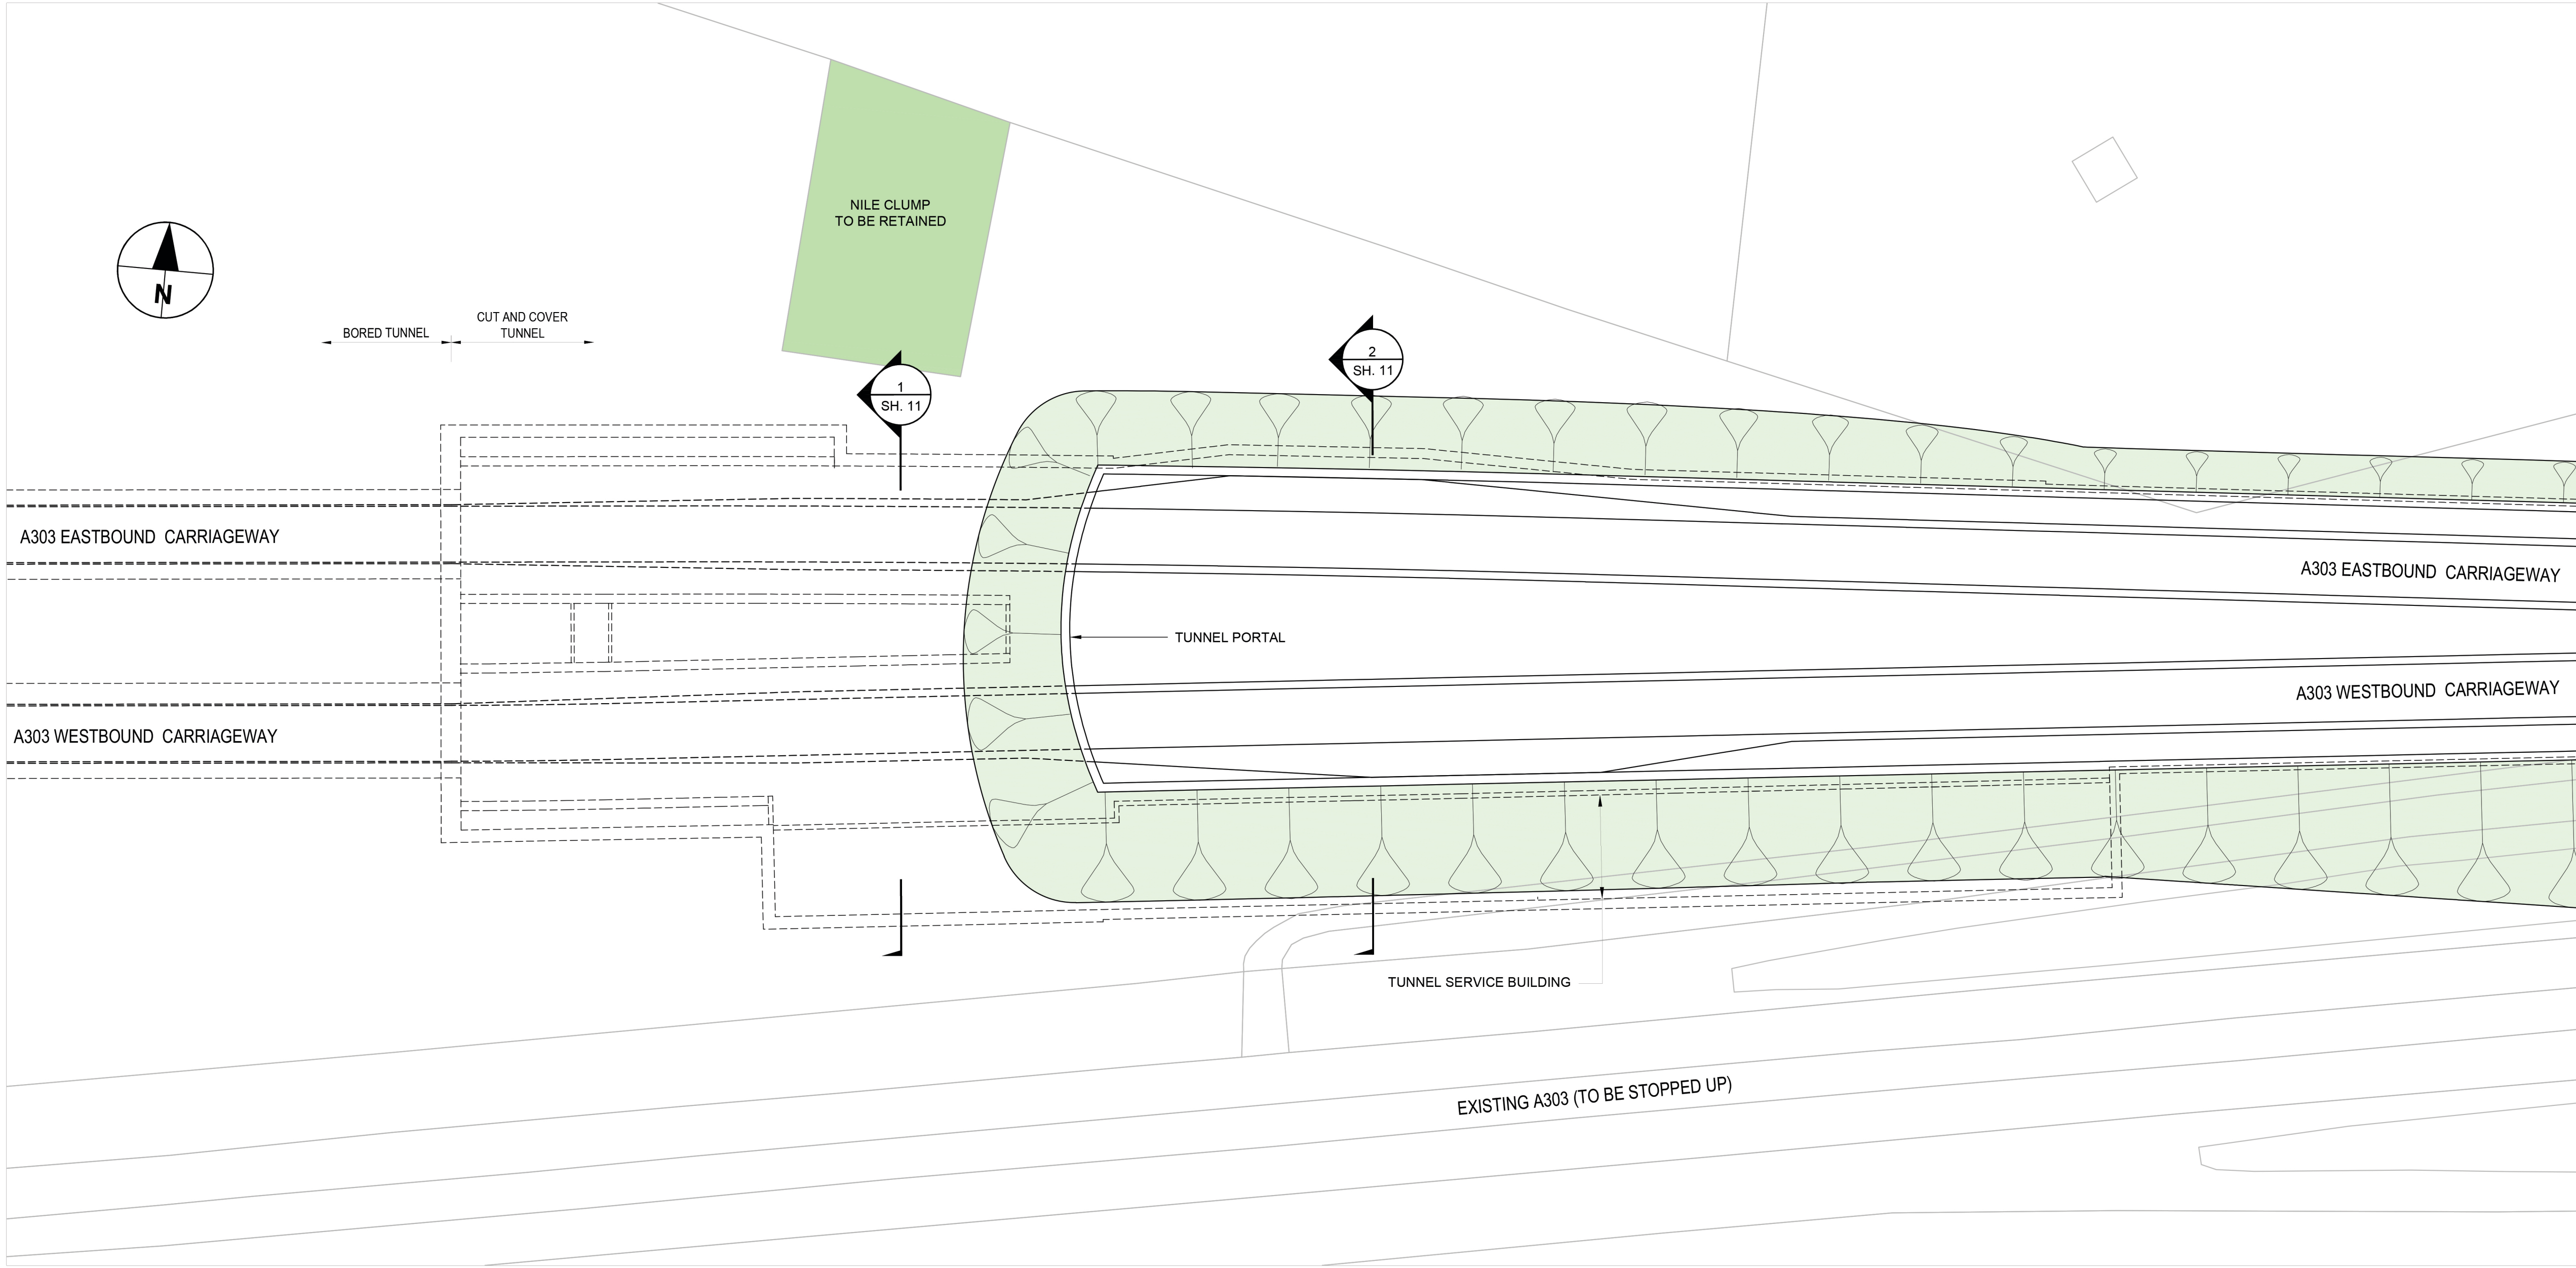 NILE CLUMP
TO BE RETAINED
N
BORED TUNNEL
CUT AND COVER
TUNNEL
1
SH. 11
2
SH. 11
A303 EASTBOUND CARRIAGEWAY
A303 EASTBOUND CARRIAGEWAY
TUNNEL PORTAL
A303 WESTBOUND CARRIAGEWAY
A303 WESTBOUND CARRIAGEWAY
TUNNEL SERVICE BUILDING
EXISTING A303 (TO BE STOPPED UP)